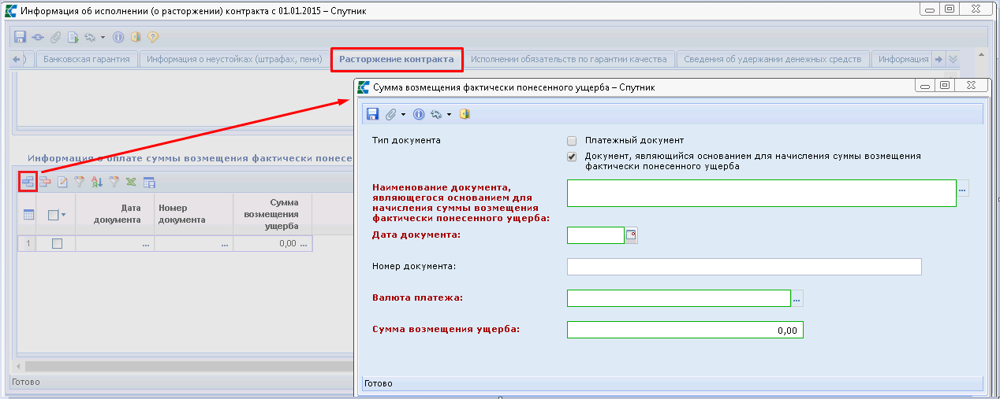 Информация об исполнении (о расторжении) контракта с 01.01.2015 – Спутник
)
Банковская гарантия
Информация о неустойках (штрафах, пени)
Расторжение контракта
Исполнении обязательств по гарантии качества
Сведения об удержании денежных средств
Информация
Информация о оплате суммы возмещения фактически понесе
Дата документа
Номер документа
Сумма возмещения ущерба
1
...
...
0,00 ...
Готово
Сумма возмещения фактически понесенного ущерба – Спутник
Тип документа
Платежный документ
Документ, являющийся основанием для начисления суммы возмещения
фактически понесенного ущерба
Наименование документа,
являющегося основанием для
начисления суммы возмещения
фактически понесенного ущерба:
...
Дата документа:
Номер документа:
Валюта платежа:
...
Сумма возмещения ущерба:
0,00
Готово